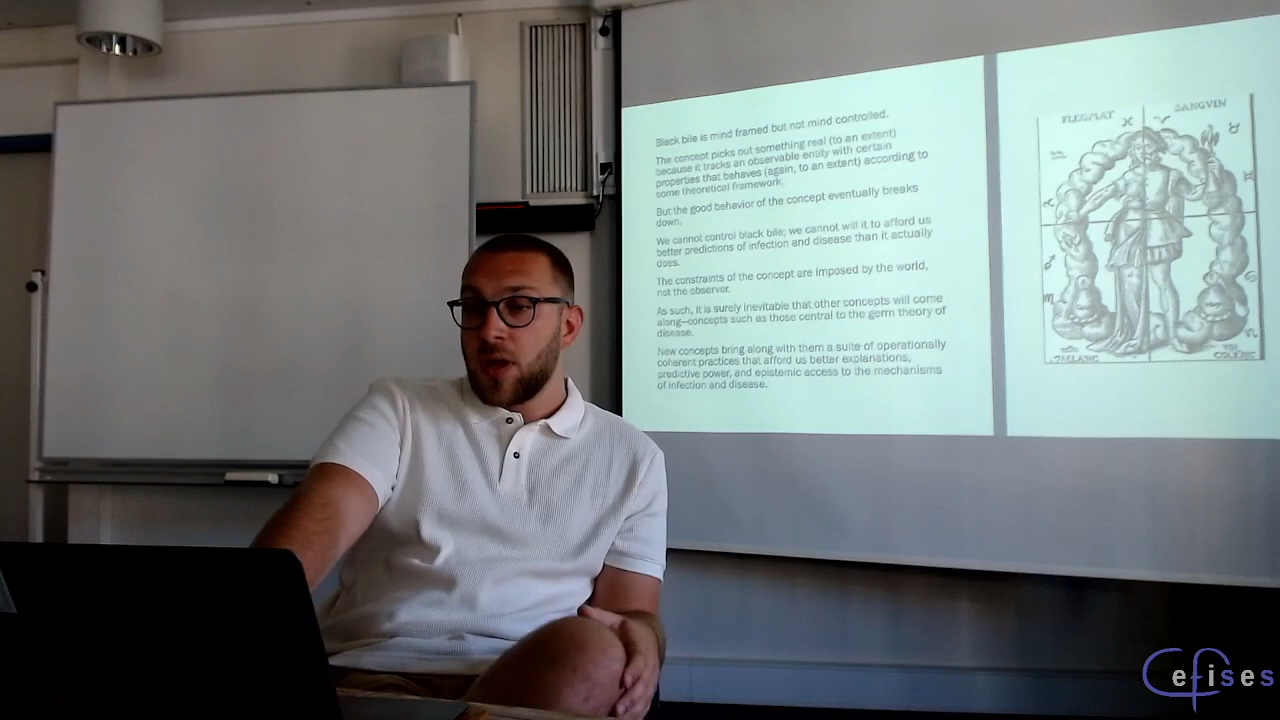 Black bile is mind framed but not mind controlled.
The concept picks out something real (to an extent)
because it tracks an observable entity with certain
properties that behaves (again, to an extent) according to
some theoretical framework.
But the good behavior of the concept eventually breaks
down.
We cannot control black bile; we cannot will it to afford us
better predictions of infection and disease than it actually
does.
The constraints of the concept are imposed by the world,
not the observer.
As such, it is surely inevitable that other concepts will come
along—concepts such as those central to the germ theory of
disease.
New concepts bring along with them a suite of operationally
coherent practices that afford us better explanations,
predictive power, and epistemic access to the mechanisms
of infection and disease.
FLEGMAT
SANGVIN
COLERIC
efises